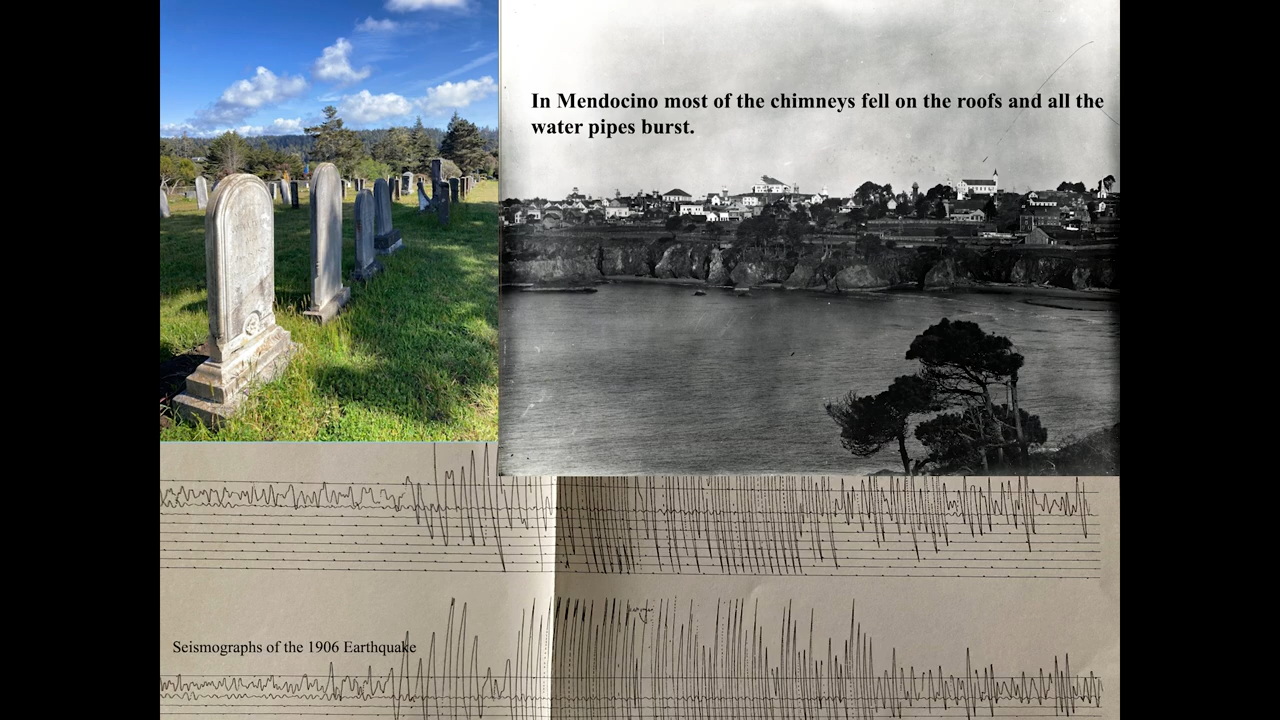 In Mendocino most of the chimneys fell on the roofs and all the
water pipes burst.
Seismographs of the 1906 Earthquake